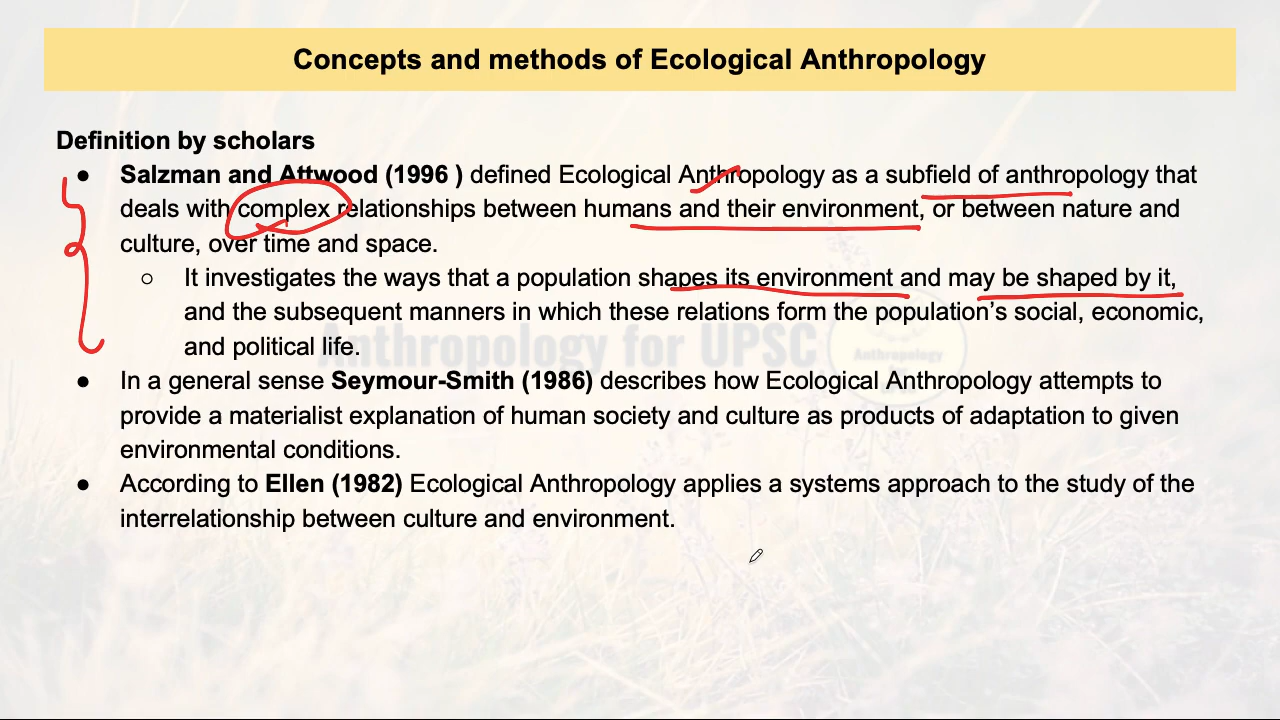 Concepts and methods of Ecological Anthropology
Definition by scholars
● Salzman and Attwood (1996 ) defined Ecological Anthropology as a subfield of anthropology that
deals with complex relationships between humans and their environment, or between nature and
culture, over time and space.
○ It investigates the ways that a population shapes its environment and may be shaped by it,
and the subsequent manners in which these relations form the population’s social, economic,
and political life.
Anthropology for UPSC
Anthropology
● In a general sense Seymour-Smith (1986) describes how Ecological Anthropology attempts to
provide a materialist explanation of human society and culture as products of adaptation to given
environmental conditions.
● According to Ellen (1982) Ecological Anthropology applies a systems approach to the study of the
interrelationship between culture and environment.